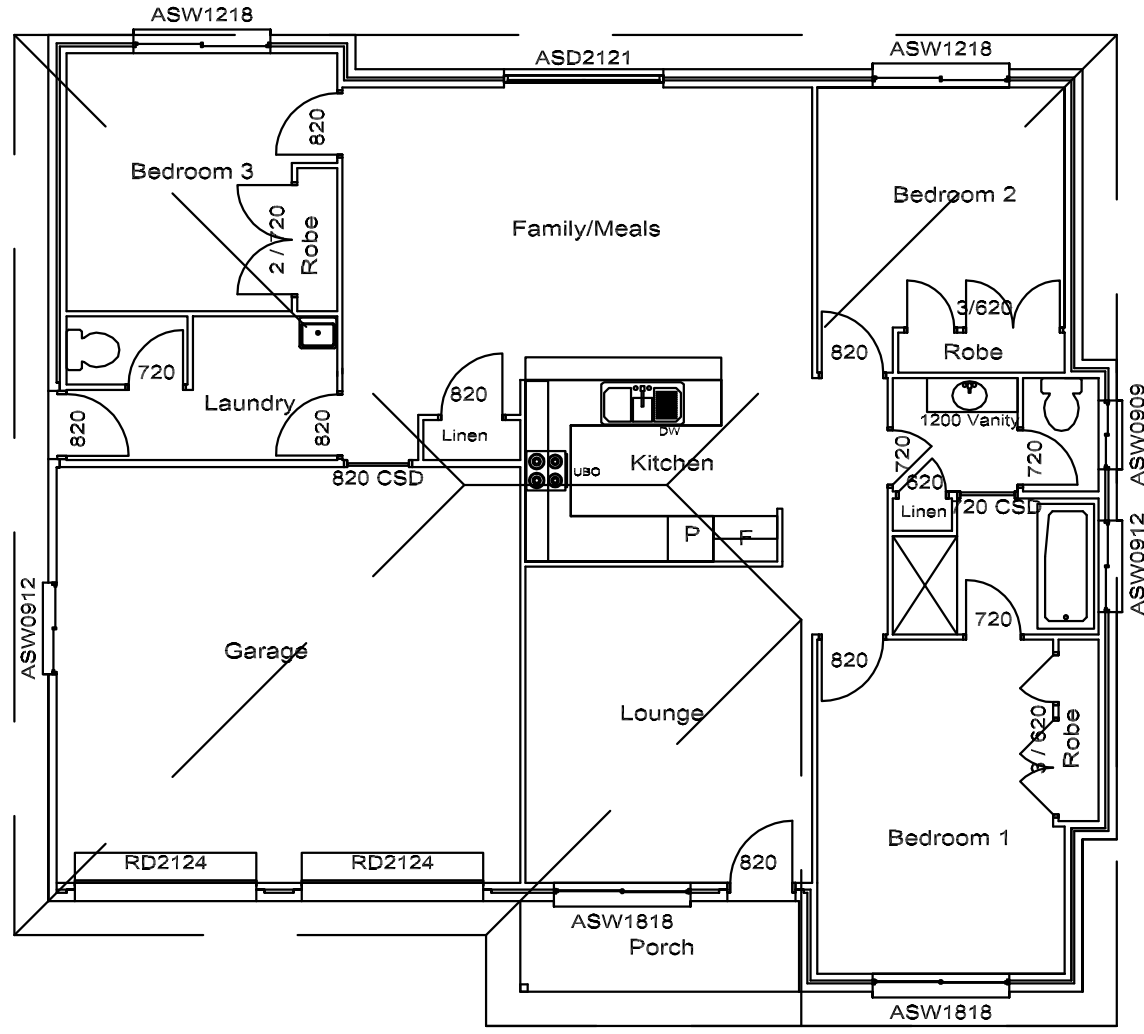 ASW1218
ASD2121
ASW1218
820
Bedroom 3
2 / 720
Robe
Family/Meals
Bedroom 2
3/620
Robe
820
720
Laundry
820
820
820
Linen
820 CSD
DW
Kitchen
UBO
P
F
1200 Vanity
720
720
620
Linen
720 CSD
ASW0909
ASW0912
720
ASW0912
Garage
Lounge
820
3 / 620
Robe
Bedroom 1
RD2124
RD2124
820
ASW1818
Porch
ASW1818